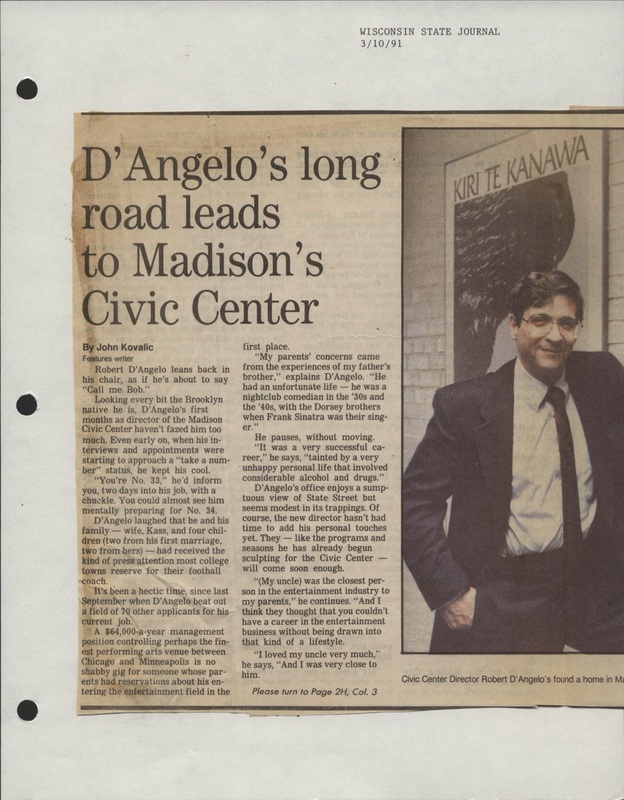 WISCONSIN STATE JOURNAL
3/10/91
D'Angelo's long
road leads
to Madison's
Civic Center
By John Kovalic
Features writer
Robert D'Angelo leans back in
his chair, as if he's about to say
"Call me Bob."
Looking every bit the Brooklyn
native he is, D'Angelo's first
months as director of the Madison
Civic Center haven't fazed him too
much. Even early on, when his in-
terviews and appointments were
starting to approach a "take a num-
ber" status, he kept his cool.
"You're No. 33," he'd inform
you, two days into his job, with a
chuckle. You could almost see him
mentally preparing for No. 34.
D'Angelo laughed that he and his
family — wife, Kass, and four chil-
dren (two from his first marriage,
two from hers) — had received the
kind of press attention most college
towns reserve for their football
coach.
It's been a hectic time, since last
September when D'Angelo beat out
a field of 70 other applicants for his
current job.
A $64,000-a-year management
position controlling perhaps the fin-
est performing arts venue between
Chicago and Minneapolis is no
shabby gig for someone whose par-
ents had reservations about his en-
tering the entertainment field in the
first place.
"My parents' concerns came
from the experiences of my father's
brother," explains D'Angelo. "He
had an unfortunate life — he was a
nightclub comedian in the '30s and
the '40s, with the Dorsey brothers
when Frank Sinatra was their sing-
er."
He pauses, without moving.
"It was a very successful ca-
reer," he says, "tainted by a very
unhappy personal life that involved
considerable alcohol and drugs."
D'Angelo's office enjoys a sump-
tuous view of State Street but
seems modest in its trappings. Of
course, the new director hasn't had
time to add his personal touches
yet. They — like the programs and
seasons he has already begun
sculpting for the Civic Center —
will come soon enough.
"(My uncle) was the closest per-
son in the entertainment industry to
my parents," he continues. "And I
think they thought that you couldn't
have a career in the entertainment
business without being drawn into
that kind of a lifestyle.
"I loved my uncle very much,"
he says, "And I was very close to
him.
Please turn to Page 2H, Col. 3
KIRI TE KANAWA
Civic Center Director Robert D'Angelo's found a home in Ma